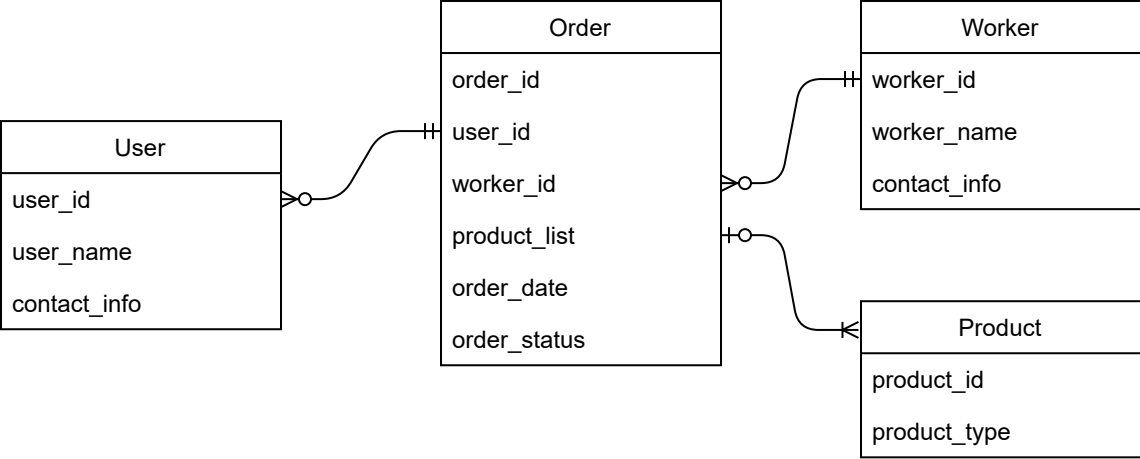 User
user_id
user_name
contact_info
Order
order_id
user_id
worker_id
product_list
order_date
order_status
Worker
worker_id
worker_name
contact_info
Product
product_id
product_type